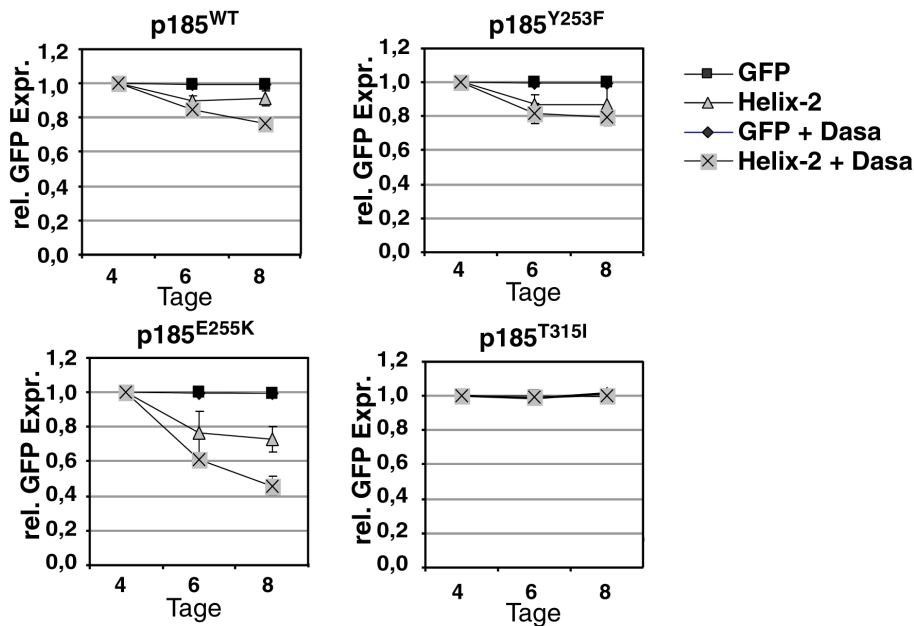 p185WT
rel. GFP Expr.
1,2
1,0
0,8
0,6
0,4
0,2
0,0
4 6 8
Tage
p185Y253F
rel. GFP Expr.
1,2
1,0
0,8
0,6
0,4
0,2
0,0
4 6 8
Tage
GFP
Helix-2
GFP + Dasa
Helix-2 + Dasa
p185E255K
rel. GFP Expr.
1,2
1,0
0,8
0,6
0,4
0,2
0,0
4 6 8
Tage
p185T315I
rel. GFP Expr.
1,2
1,0
0,8
0,6
0,4
0,2
0,0
4 6 8
Tage